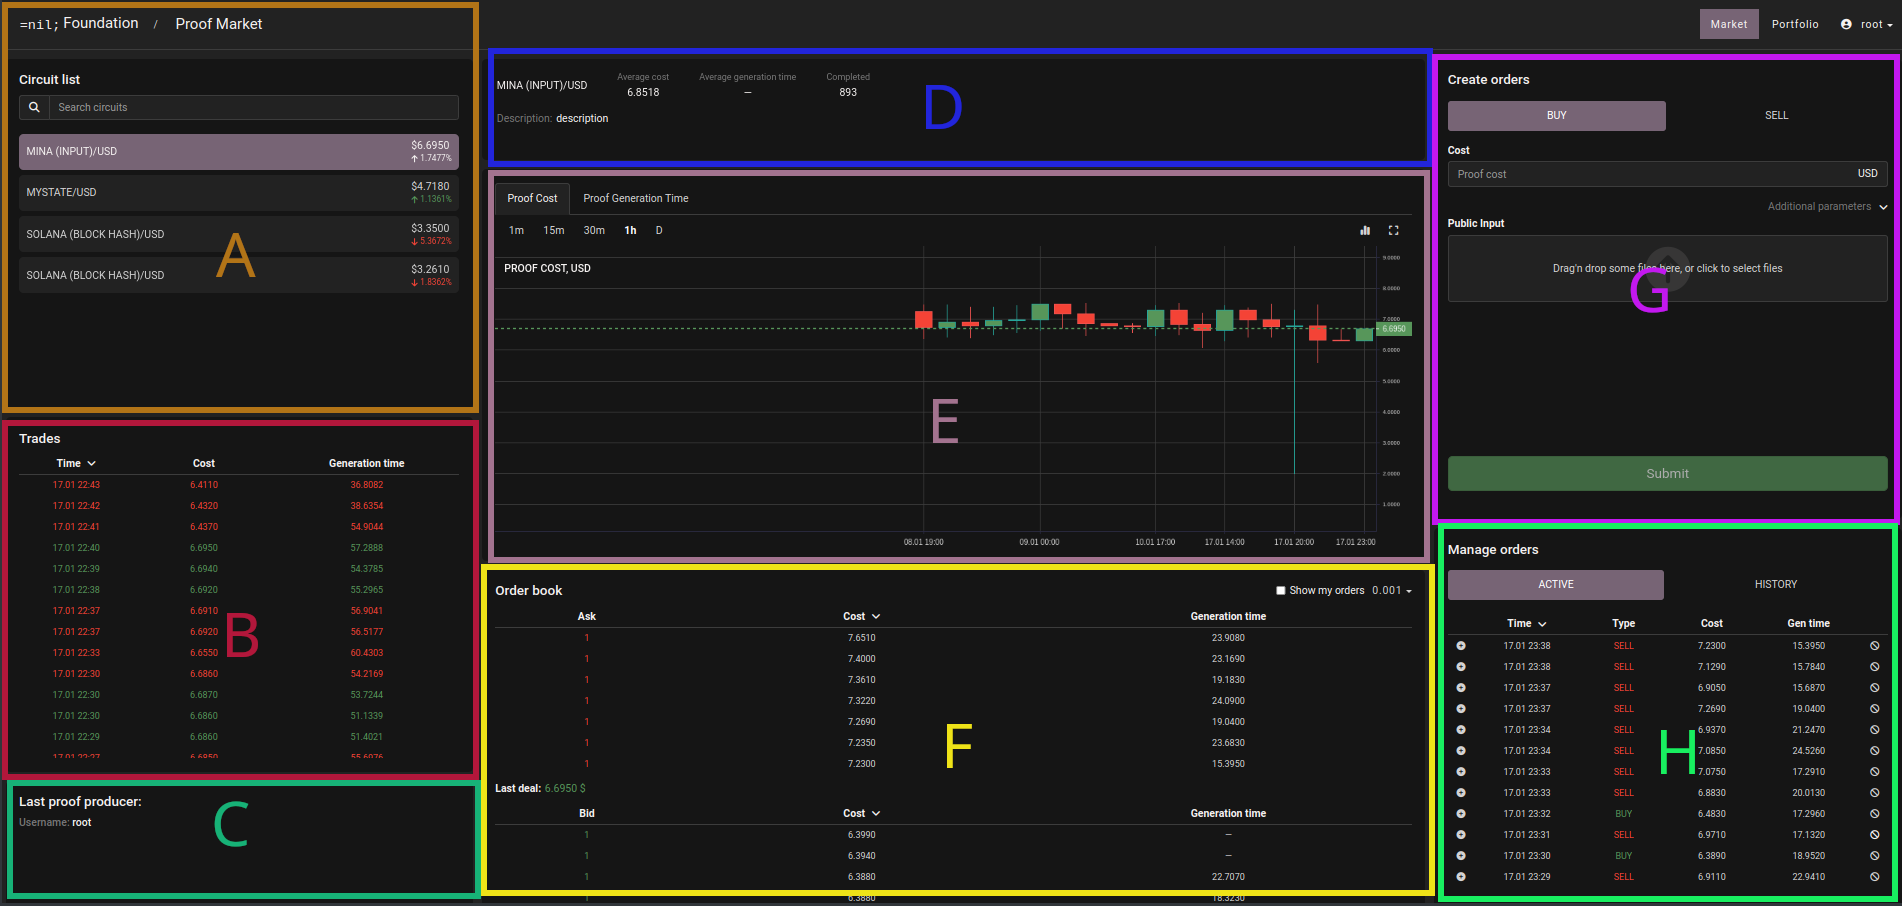 =nil; Foundation / Proof Market
Market Portfolio root
Circuit list
Search circuits
MINA (INPUT)/USD $6.6950
↑ 1.7477%
MYSTATE/USD $4.7180
↑ 1.1361%
SOLANA (BLOCK HASH)/USD $3.3500
↓ 5.3672%
SOLANA (BLOCK HASH)/USD $3.2610
↓ 1.8362%
A
Trades
Time Cost Generation time
17.01 22:43 6.4110 36.8082
17.01 22:42 6.4320 38.6354
17.01 22:41 6.4370 54.9044
17.01 22:40 6.6950 57.2888
17.01 22:39 6.6940 54.3785
17.01 22:38 6.6920 55.2965
17.01 22:37 6.6910 56.9041
17.01 22:37 6.6920 56.5177
17.01 22:33 6.6550 60.4303
17.01 22:30 6.6860 54.2169
17.01 22:30 6.6870 53.7244
17.01 22:30 6.6860 51.1339
17.01 22:29 6.6860 51.4021
17.01 22:27 6.6850 55.6976
B
Last proof producer:
Username: root
C
MINA (INPUT)/USD
Average cost Average generation time Completed
6.8518 — 893
Description: description
D
Proof Cost Proof Generation Time
1m 15m 30m 1h D
PROOF COST, USD
9.0000
8.0000
7.0000
6.6950
6.0000
5.0000
4.0000
3.0000
2.0000
1.0000
08.01 19:00 09.01 00:00 10.01 17:00 17.01 14:00 17.01 20:00 17.01 23:00
E
Order book
Show my orders 0.001
Ask Cost Generation time
1 7.6510 23.9080
1 7.4000 23.1690
1 7.3610 19.1830
1 7.3220 24.0900
1 7.2690 19.0400
1 7.2350 23.6830
1 7.2300 15.3950
Last deal: 6.6950 $
Bid Cost Generation time
1 6.3990 —
1 6.3940 —
1 6.3880 22.7070
6.3880 18.3230
F
Create orders
BUY SELL
Cost
Proof cost USD
Additional parameters
Public Input
Drag'n drop some files here, or click to select files
G
Submit
Manage orders
ACTIVE HISTORY
Time Type Cost Gen time
17.01 23:38 SELL 7.2300 15.3950
17.01 23:38 SELL 7.1290 15.7840
17.01 23:37 SELL 6.9050 15.6870
17.01 23:37 SELL 7.2690 19.0400
17.01 23:34 SELL 6.9370 21.2470
17.01 23:34 SELL 7.0850 24.5260
17.01 23:33 SELL 7.0750 17.2910
17.01 23:33 SELL 6.8830 20.0130
17.01 23:32 BUY 6.4830 17.2960
17.01 23:31 SELL 6.9710 17.1320
17.01 23:30 BUY 6.3890 18.9520
17.01 23:29 SELL 6.9110 22.9410
H